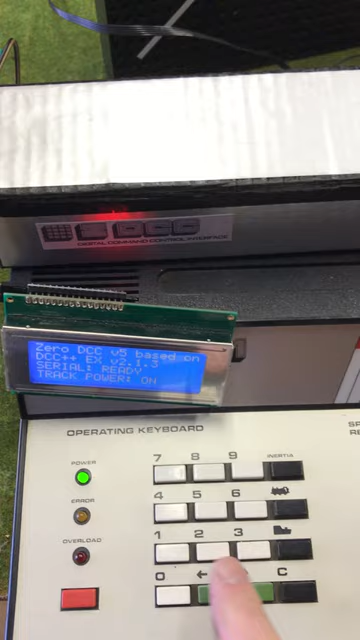 DCC
DIGITAL COMMAND CONTROL INTERFACE
Zero DCC v5 based on
DCC++ EX v2.1.3
SERIAL: READY
TRACK POWER: ON
OPERATING KEYBOARD
POWER
ERROR
OVERLOAD
7 8 9 INERTIA
4 5 6
1 2 3
0 ← C